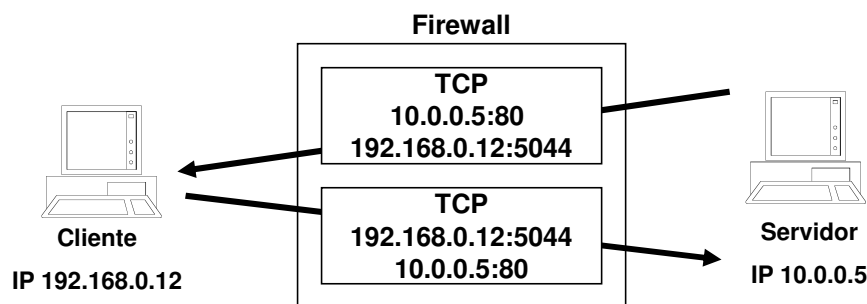 Firewall
TCP
10.0.0.5:80
192.168.0.12:5044
TCP
192.168.0.12:5044
10.0.0.5:80
Cliente
IP 192.168.0.12
Servidor
IP 10.0.0.5